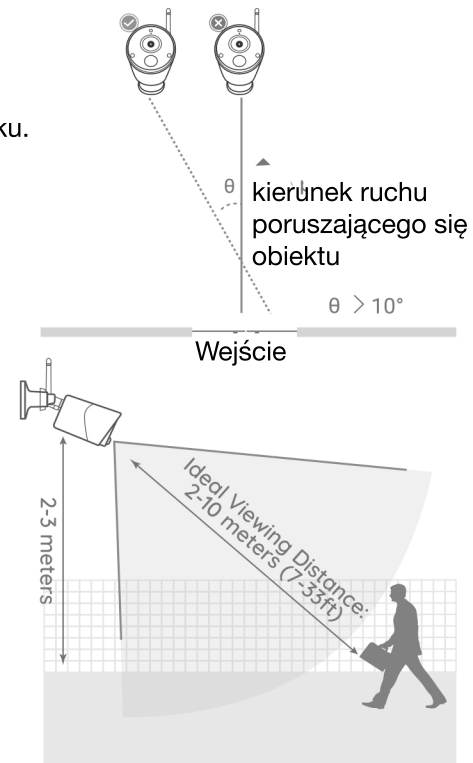 ku.
θ
kierunek ruchu
poruszającego się
obiektu
θ > 10°
Wejście
2-3 meters
Ideal Viewing Distance:
2-10 meters (7-33ft)